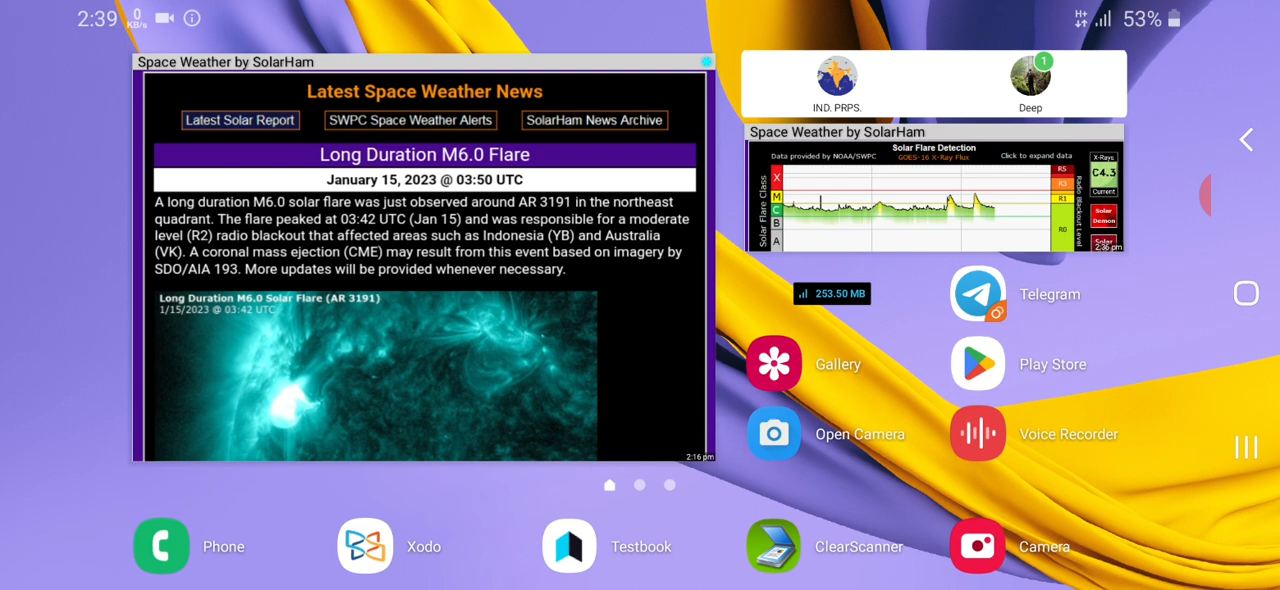 2:39
0
KB/s
H+
53%
Space Weather by SolarHam
Latest Space Weather News
Latest Solar Report
SWPC Space Weather Alerts
SolarHam News Archive
Long Duration M6.0 Flare
January 15, 2023 @ 03:50 UTC
A long duration M6.0 solar flare was just observed around AR 3191 in the northeast
quadrant. The flare peaked at 03:42 UTC (Jan 15) and was responsible for a moderate
level (R2) radio blackout that affected areas such as Indonesia (YB) and Australia
(VK). A coronal mass ejection (CME) may result from this event based on imagery by
SDO/AIA 193. More updates will be provided whenever necessary.
Long Duration M6.0 Solar Flare (AR 3191)
1/15/2023 @ 03:42 UTC
2:16 pm
1
IND. PRPS.
Deep
Space Weather by SolarHam
Solar Flare Detection
Data provided by NOAA/SWPC
GOES-16 X-Ray Flux
Click to expand data
Solar Flare Class
X
M
C
B
A
R5
R3
R1
R0
Radio Blackout Level
X-Rays
C4.3
Current
Solar
Demon
Solar
2:36 pm
253.50 MB
Telegram
Gallery
Play Store
Open Camera
Voice Recorder
Phone
Xodo
Testbook
ClearScanner
Camera